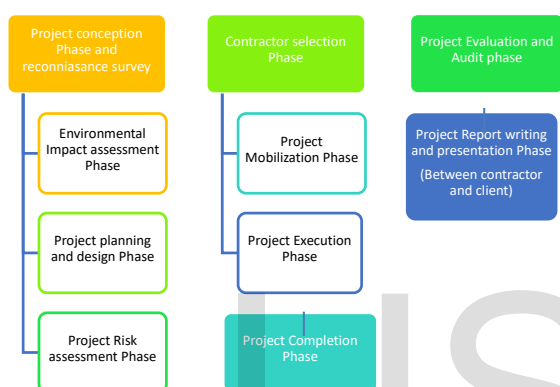 Project conception
Phase and
reconniasance survey
Environmental
Impact assessment
Phase
Project planning
and design Phase
Project Risk
assessment Phase
Contractor selection
Phase
Project
Mobilization Phase
Project Execution
Phase
Project Completion
Phase
Project Evaluation and
Audit phase
Project Report writing
and presentation Phase
(Between contractor
and client)
IJS